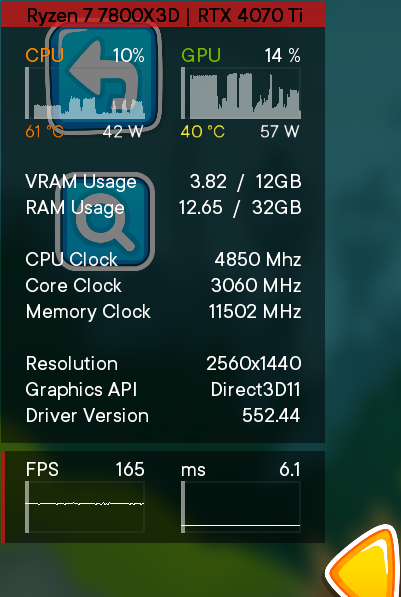 Ryzen 7 7800X3D | RTX 4070 Ti
CPU 10% GPU 14 %
61 °C 42 W 40 °C 57 W
VRAM Usage 3.82 / 12GB
RAM Usage 12.65 / 32GB
CPU Clock 4850 Mhz
Core Clock 3060 MHz
Memory Clock 11502 MHz
Resolution 2560x1440
Graphics API Direct3D11
Driver Version 552.44
FPS 165 ms 6.1